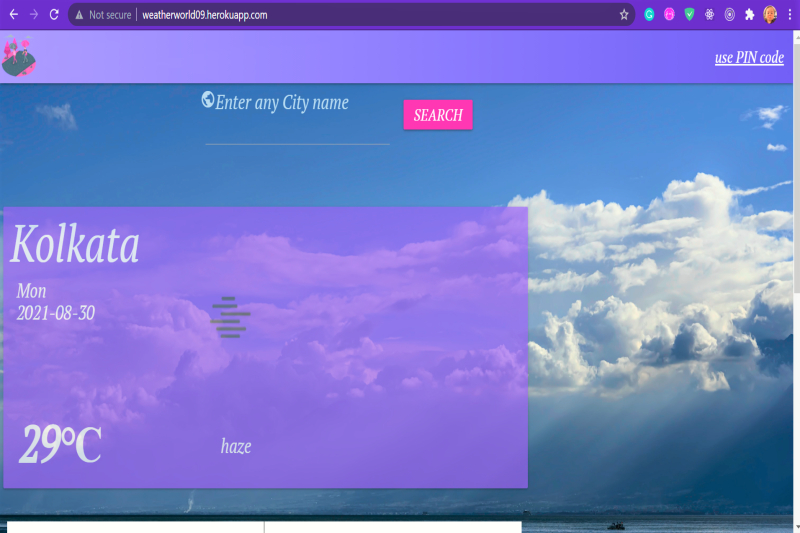 Not secure | weatherworld09.herokuapp.com
use PIN code
Enter any City name
SEARCH
Kolkata
Mon
2021-08-30
29°C
haze